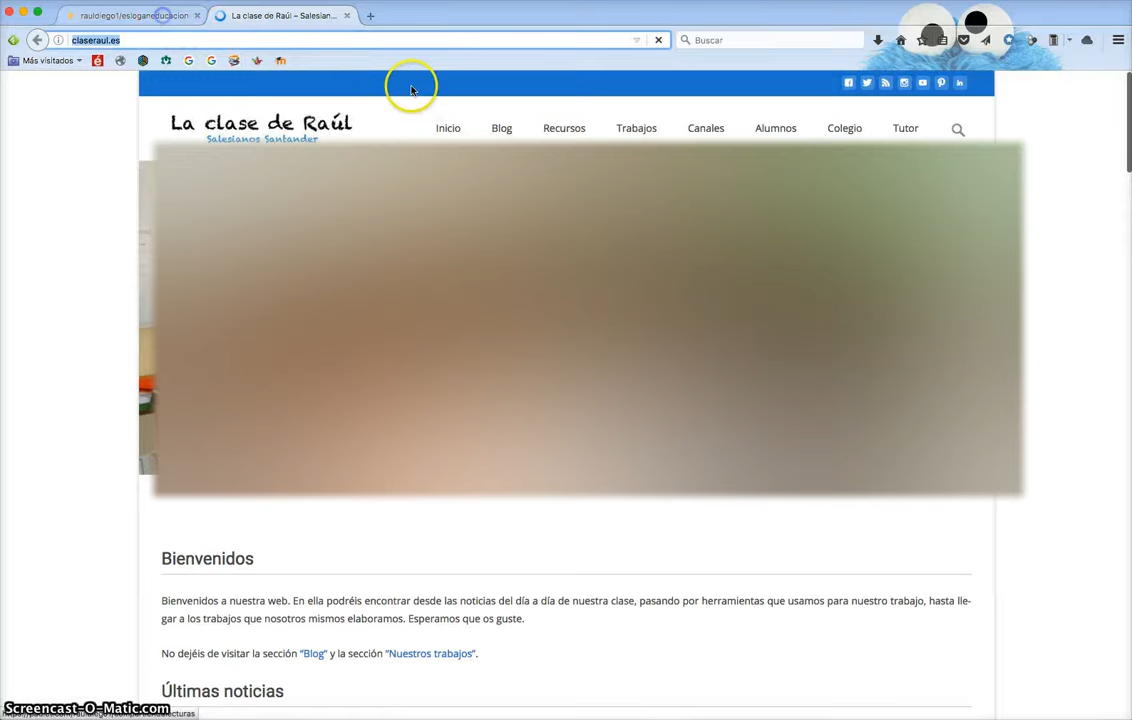 rauldiego1/esloganeducacion
La clase de Raúl – Salesian...
claseraul.es
Buscar
Más visitados
La clase de Raúl
Salesianos Santander
Inicio Blog Recursos Trabajos Canales Alumnos Colegio Tutor
Bienvenidos
Bienvenidos a nuestra web. En ella podréis encontrar desde las noticias del día a día de nuestra clase, pasando por herramientas que usamos para nuestro trabajo, hasta lle-
gar a los trabajos que nosotros mismos elaboramos. Esperamos que os guste.
No dejéis de visitar la sección "Blog" y la sección "Nuestros trabajos".
Últimas noticias
Screencast-O-Matic.com